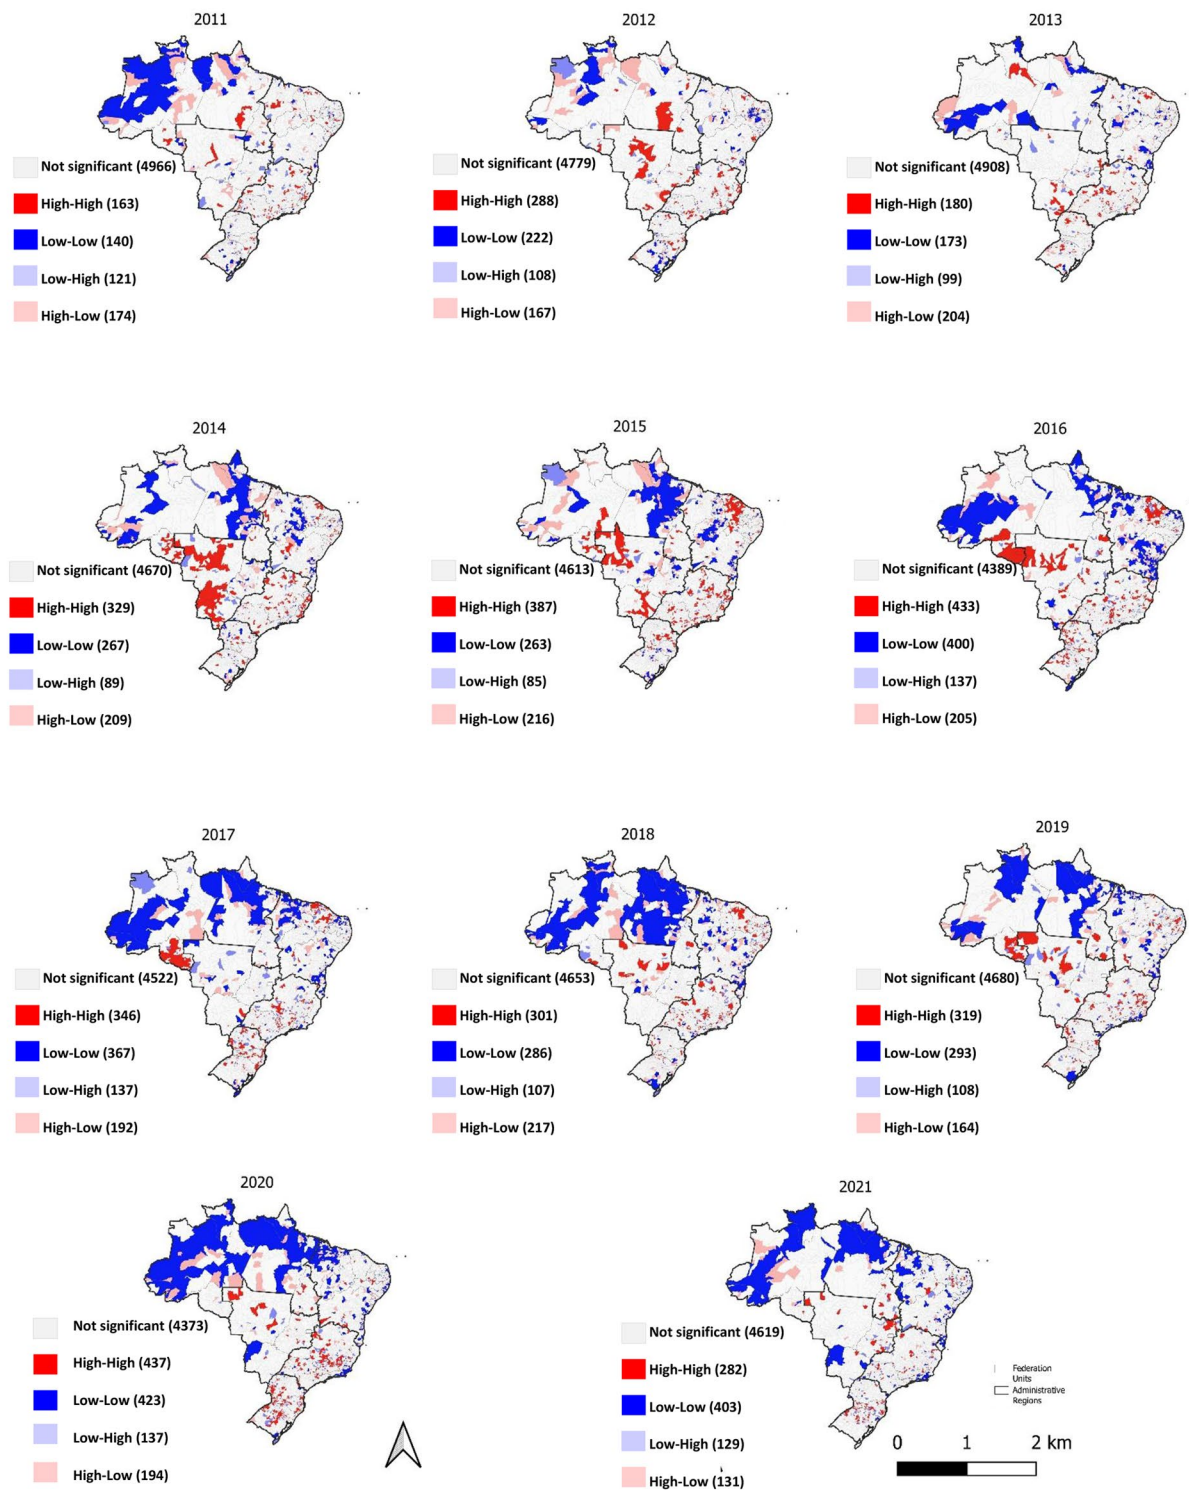 2011
Not significant (4966)
High-High (163)
Low-Low (140)
Low-High (121)
High-Low (174)
2012
Not significant (4779)
High-High (288)
Low-Low (222)
Low-High (108)
High-Low (167)
2013
Not significant (4908)
High-High (180)
Low-Low (173)
Low-High (99)
High-Low (204)
2014
Not significant (4670)
High-High (329)
Low-Low (267)
Low-High (89)
High-Low (209)
2015
Not significant (4613)
High-High (387)
Low-Low (263)
Low-High (85)
High-Low (216)
2016
Not significant (4389)
High-High (433)
Low-Low (400)
Low-High (137)
High-Low (205)
2017
Not significant (4522)
High-High (346)
Low-Low (367)
Low-High (137)
High-Low (192)
2018
Not significant (4653)
High-High (301)
Low-Low (286)
Low-High (107)
High-Low (217)
2019
Not significant (4680)
High-High (319)
Low-Low (293)
Low-High (108)
High-Low (164)
2020
Not significant (4373)
High-High (437)
Low-Low (423)
Low-High (137)
High-Low (194)
2021
Not significant (4619)
High-High (282)
Low-Low (403)
Low-High (129)
High-Low (131)
Federation
Units
Administrative
Regions
0 1 2 km